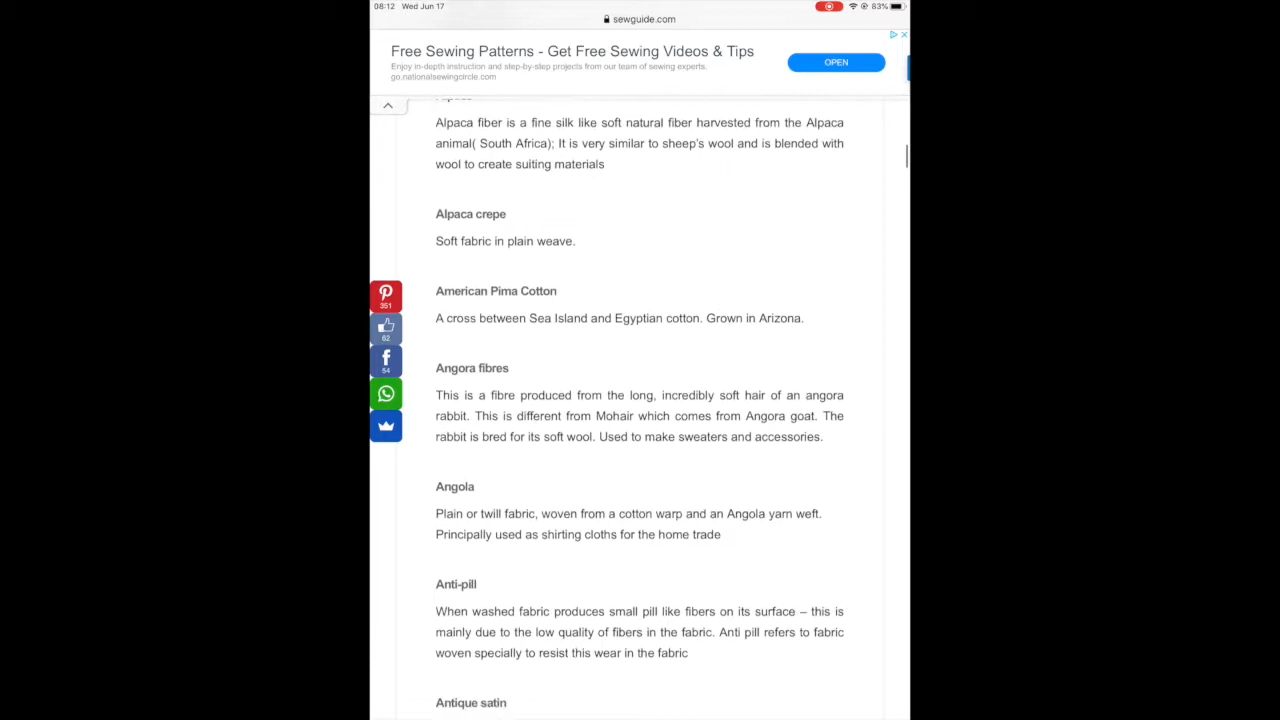 08:12 Wed Jun 17
83%
sewguide.com
Free Sewing Patterns - Get Free Sewing Videos & Tips
Enjoy in-depth instruction and step-by-step projects from our team of sewing experts.
go.nationalsewingcircle.com
OPEN
Alpaca fiber is a fine silk like soft natural fiber harvested from the Alpaca
animal( South Africa); It is very similar to sheep's wool and is blended with
wool to create suiting materials
Alpaca crepe
Soft fabric in plain weave.
American Pima Cotton
A cross between Sea Island and Egyptian cotton. Grown in Arizona.
Angora fibres
This is a fibre produced from the long, incredibly soft hair of an angora
rabbit. This is different from Mohair which comes from Angora goat. The
rabbit is bred for its soft wool. Used to make sweaters and accessories.
Angola
Plain or twill fabric, woven from a cotton warp and an Angola yarn weft.
Principally used as shirting cloths for the home trade
Anti-pill
When washed fabric produces small pill like fibers on its surface – this is
mainly due to the low quality of fibers in the fabric. Anti pill refers to fabric
woven specially to resist this wear in the fabric
Antique satin
351
62
54